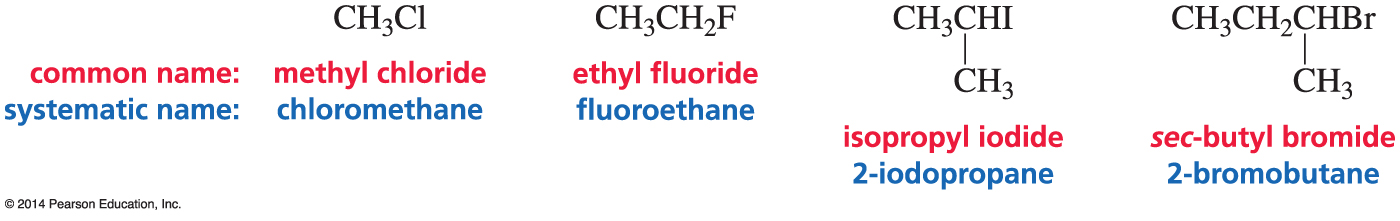 CH₃Cl CH₃CH₂F CH₃CHI CH₃CH₂CHBr
CH₃ CH₃
common name: methyl chloride ethyl fluoride
systematic name: chloromethane fluoroethane
isopropyl iodide sec-butyl bromide
2-iodopropane 2-bromobutane
© 2014 Pearson Education, Inc.